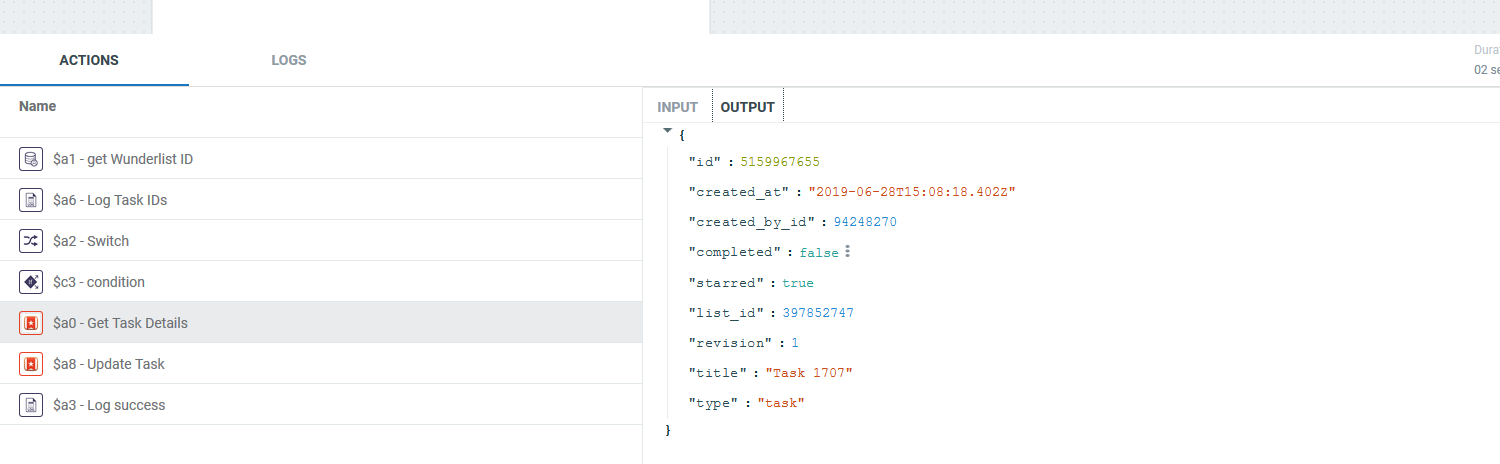 ACTIONS
LOGS
02
Name
$a1 - get Wunderlist ID
$a6 - Log Task IDs
$a2 - Switch
$c3 - condition
$a0 - Get Task Details
$a8 - Update Task
$a3 - Log success
INPUT
OUTPUT
{
"id" : 5159967655
"created_at" : "2019-06-28T15:08:18.402Z"
"created_by_id" : 94248270
"completed" : false
"starred" : true
"list_id" : 397852747
"revision" : 1
"title" : "Task 1707"
"type" : "task"
}